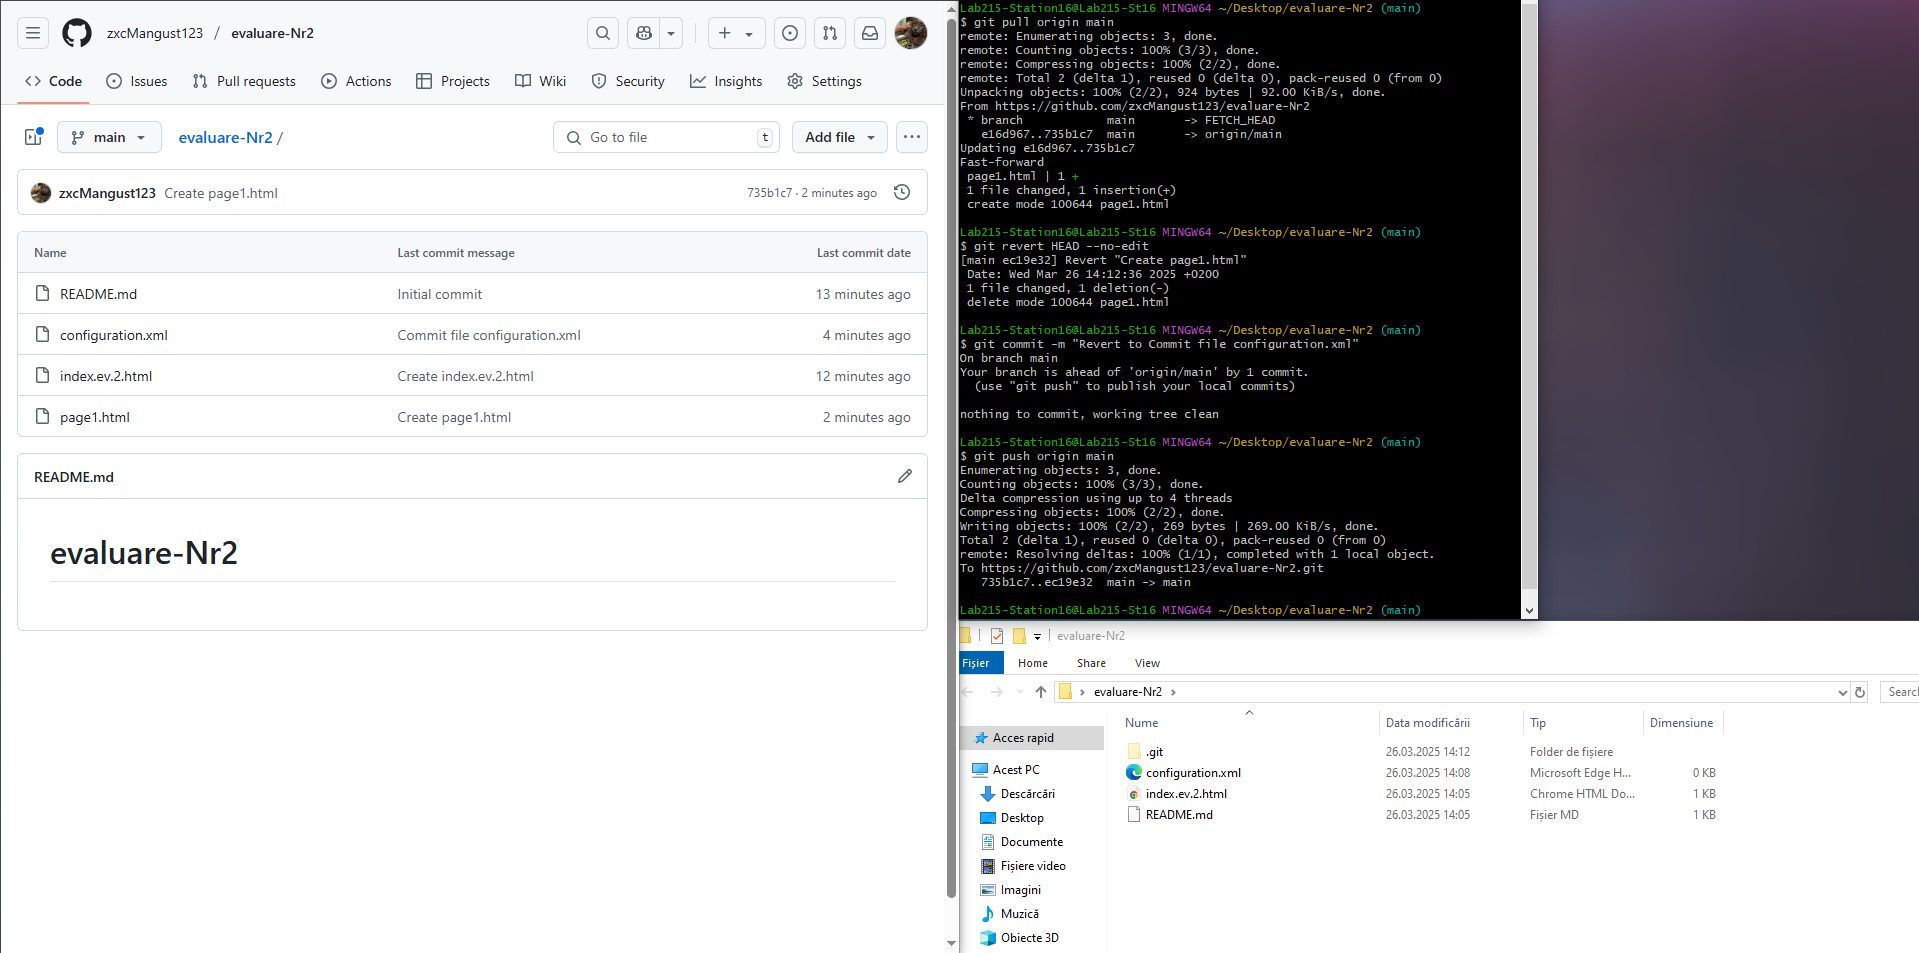 zxcMangust123 / evaluare-Nr2
Code Issues Pull requests Actions Projects Wiki Security Insights Settings
main evaluare-Nr2 / Go to file t Add file
zxcMangust123 Create page1.html 735b1c7 · 2 minutes ago
Name Last commit message Last commit date
README.md Initial commit 13 minutes ago
configuration.xml Commit file configuration.xml 4 minutes ago
index.ev.2.html Create index.ev.2.html 12 minutes ago
page1.html Create page1.html 2 minutes ago
README.md
evaluare-Nr2
Lab215-Station16@Lab215-St16 MINGW64 ~/Desktop/evaluare-Nr2 (main)
$ git pull origin main
remote: Enumerating objects: 3, done.
remote: Counting objects: 100% (3/3), done.
remote: Compressing objects: 100% (2/2), done.
remote: Total 2 (delta 1), reused 0 (delta 0), pack-reused 0 (from 0)
Unpacking objects: 100% (2/2), 924 bytes | 92.00 KiB/s, done.
From https://github.com/zxcMangust123/evaluare-Nr2
* branch main -> FETCH_HEAD
e16d967..735b1c7 main -> origin/main
Updating e16d967..735b1c7
Fast-forward
page1.html | 1 +
1 file changed, 1 insertion(+)
create mode 100644 page1.html
Lab215-Station16@Lab215-St16 MINGW64 ~/Desktop/evaluare-Nr2 (main)
$ git revert HEAD --no-edit
[main ec19e32] Revert "Create page1.html"
Date: Wed Mar 26 14:12:36 2025 +0200
1 file changed, 1 deletion(-)
delete mode 100644 page1.html
Lab215-Station16@Lab215-St16 MINGW64 ~/Desktop/evaluare-Nr2 (main)
$ git commit -m "Revert to Commit file configuration.xml"
On branch main
Your branch is ahead of 'origin/main' by 1 commit.
(use "git push" to publish your local commits)
nothing to commit, working tree clean
Lab215-Station16@Lab215-St16 MINGW64 ~/Desktop/evaluare-Nr2 (main)
$ git push origin main
Enumerating objects: 3, done.
Counting objects: 100% (3/3), done.
Delta compression using up to 4 threads
Compressing objects: 100% (2/2), done.
Writing objects: 100% (2/2), 269 bytes | 269.00 KiB/s, done.
Total 2 (delta 1), reused 0 (delta 0), pack-reused 0 (from 0)
remote: Resolving deltas: 100% (1/1), completed with 1 local object.
To https://github.com/zxcMangust123/evaluare-Nr2.git
735b1c7..ec19e32 main -> main
Lab215-Station16@Lab215-St16 MINGW64 ~/Desktop/evaluare-Nr2 (main)
evaluare-Nr2
Fișier Home Share View
evaluare-Nr2 Searc
Nume Data modificării Tip Dimensiune
.git 26.03.2025 14:12 Folder de fișiere
configuration.xml 26.03.2025 14:08 Microsoft Edge H... 0 KB
index.ev.2.html 26.03.2025 14:05 Chrome HTML Do... 1 KB
README.md 26.03.2025 14:05 Fișier MD 1 KB
Acces rapid
Acest PC
Descărcări
Desktop
Documente
Fișiere video
Imagini
Muzică
Obiecte 3D